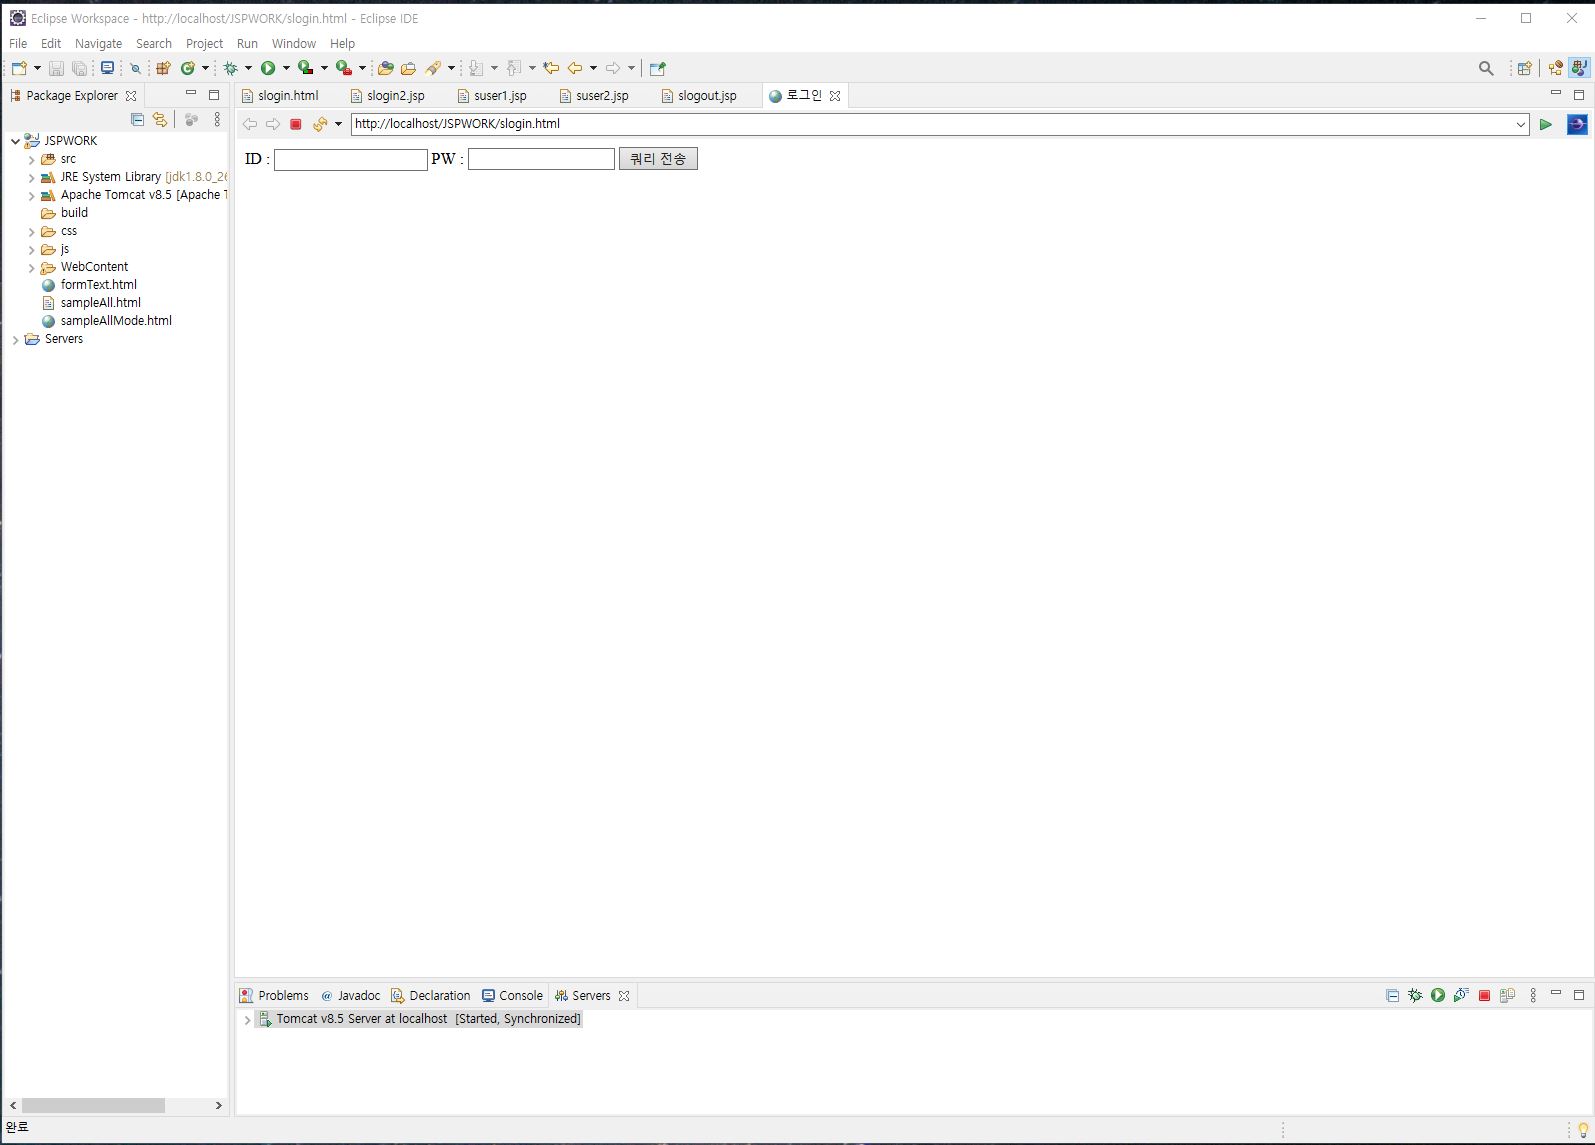 Eclipse Workspace - http://localhost/JSPWORK/slogin.html - Eclipse IDE
File Edit Navigate Search Project Run Window Help
Package Explorer
slogin.html slogin2.jsp suser1.jsp suser2.jsp slogout.jsp 로그인
http://localhost/JSPWORK/slogin.html
ID : PW : 쿼리 전송
JSPWORK
src
JRE System Library [jdk1.8.0_26
Apache Tomcat v8.5 [Apache T
build
css
js
WebContent
formText.html
sampleAll.html
sampleAllMode.html
Servers
Problems @ Javadoc Declaration Console Servers
Tomcat v8.5 Server at localhost [Started, Synchronized]
완료